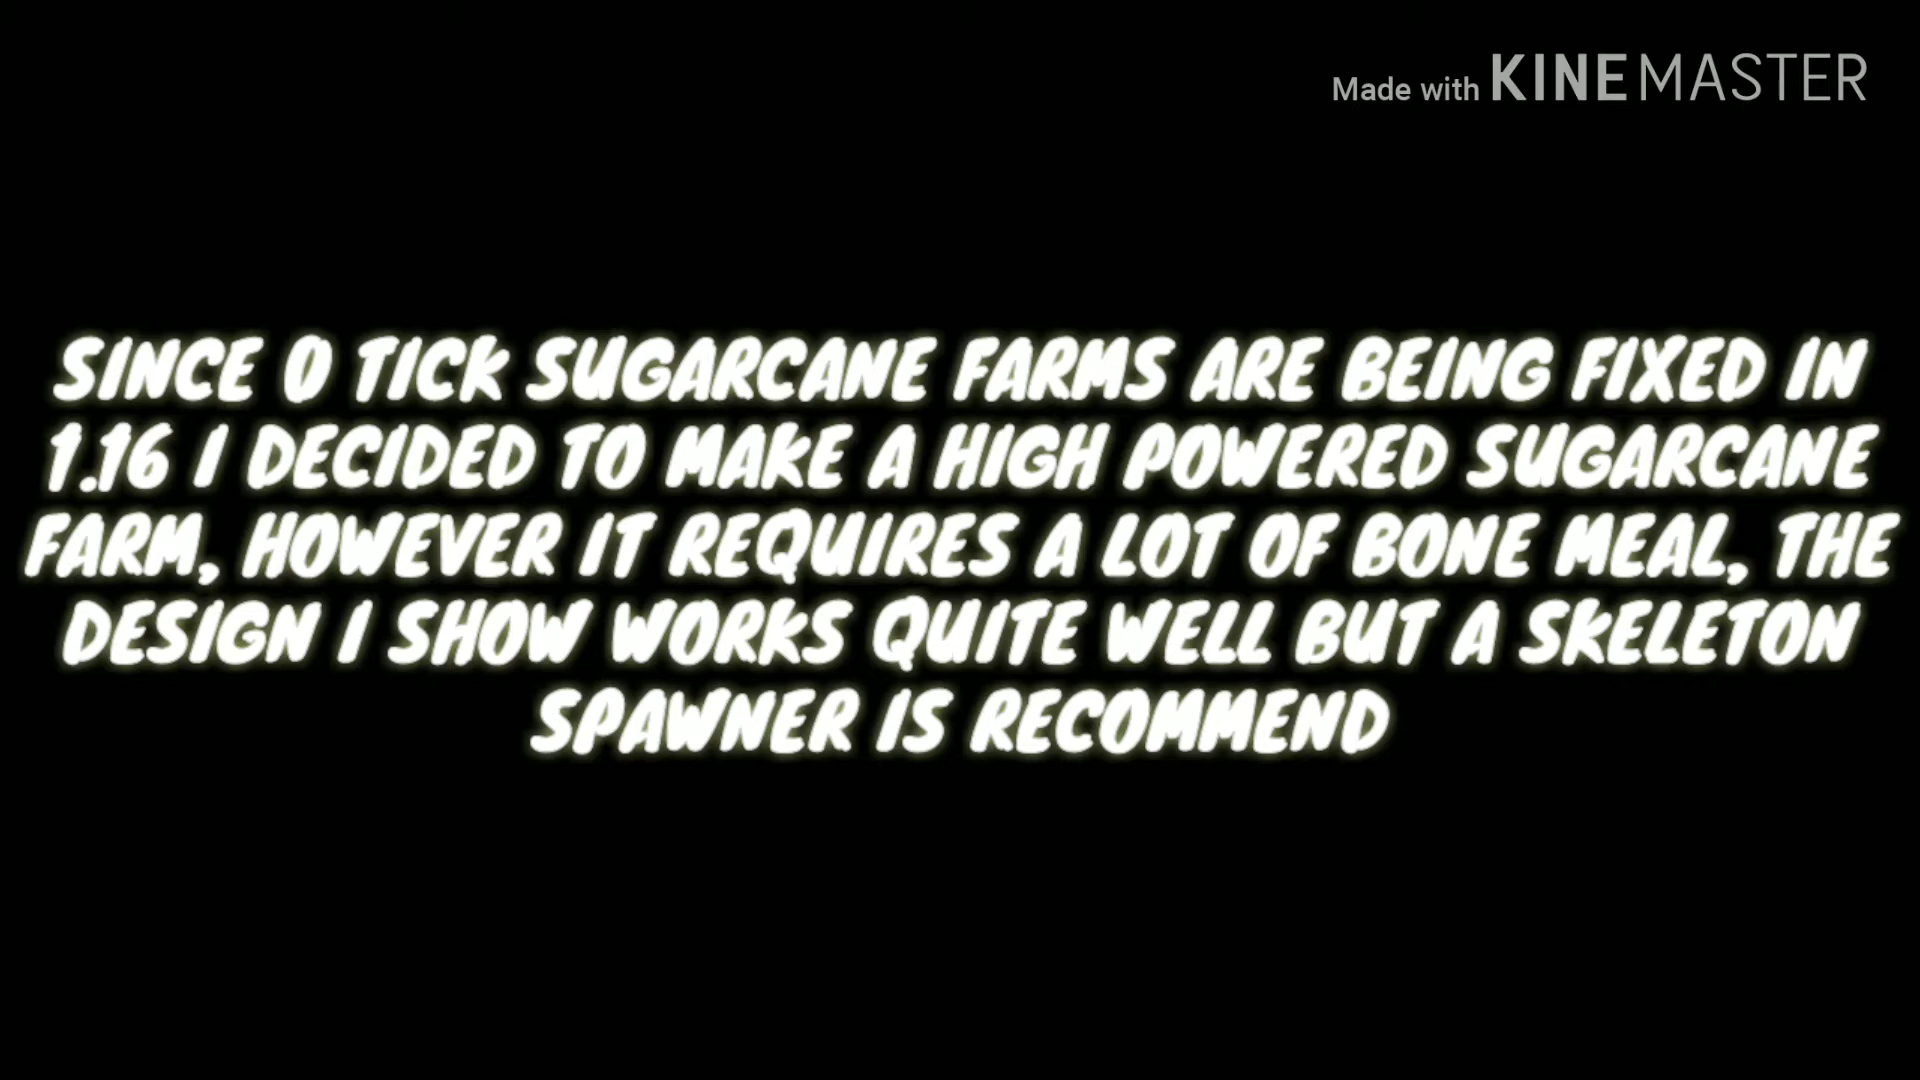 Made with KINEMASTER
SINCE 0 TICK SUGARCANE FARMS ARE BEING FIXED IN
1.16 I DECIDED TO MAKE A HIGH POWERED SUGARCANE
FARM, HOWEVER IT REQUIRES A LOT OF BONE MEAL, THE
DESIGN I SHOW WORKS QUITE WELL BUT A SKELETON
SPAWNER IS RECOMMEND